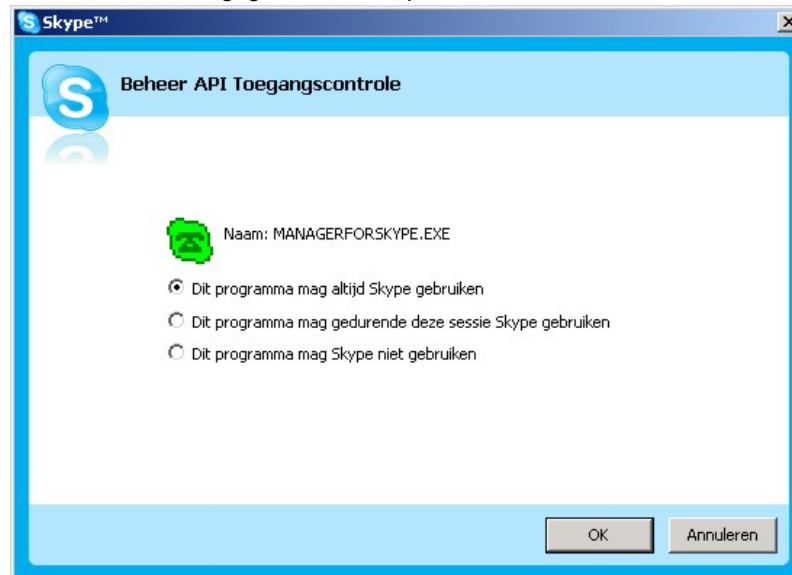 Skype™
Beheer API Toegangscontrole
Naam: MANAGERFORSKYPE.EXE
Dit programma mag altijd Skype gebruiken
Dit programma mag gedurende deze sessie Skype gebruiken
Dit programma mag Skype niet gebruiken
OK Annuleren